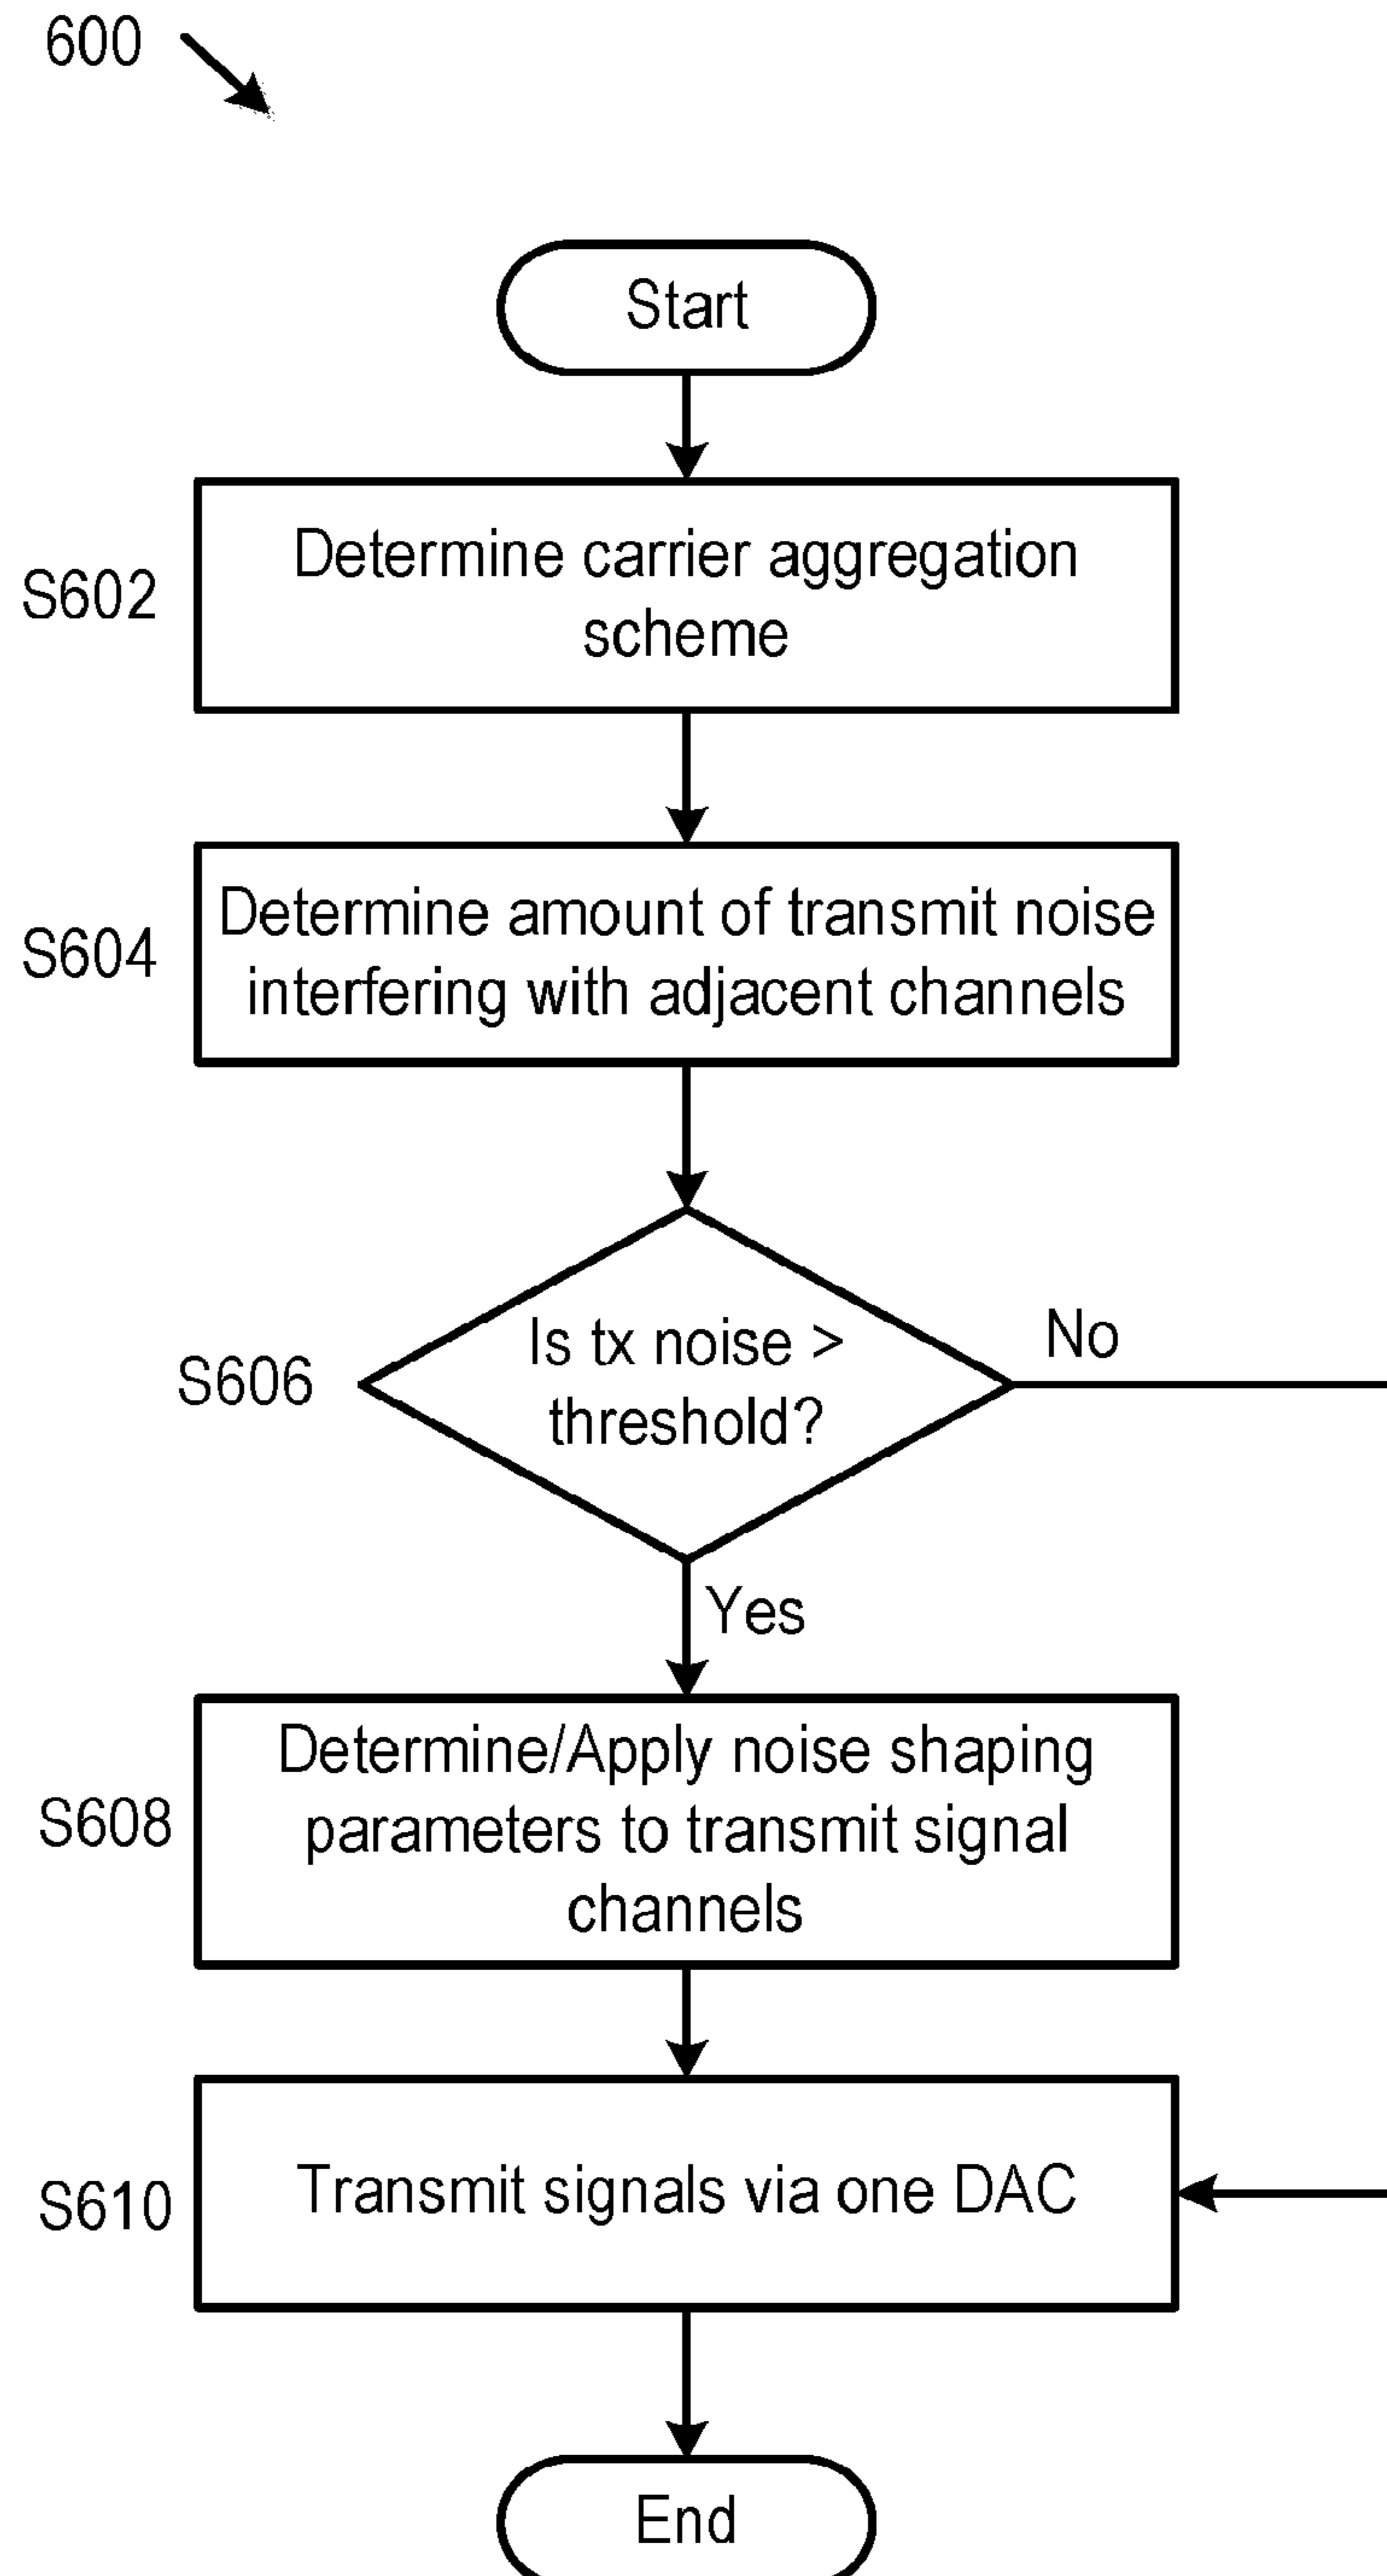 600
Start
S602
Determine carrier aggregation
scheme
S604
Determine amount of transmit noise
interfering with adjacent channels
S606
Is tx noise >
threshold?
No
Yes
S608
Determine/Apply noise shaping
parameters to transmit signal
channels
S610
Transmit signals via one DAC
End